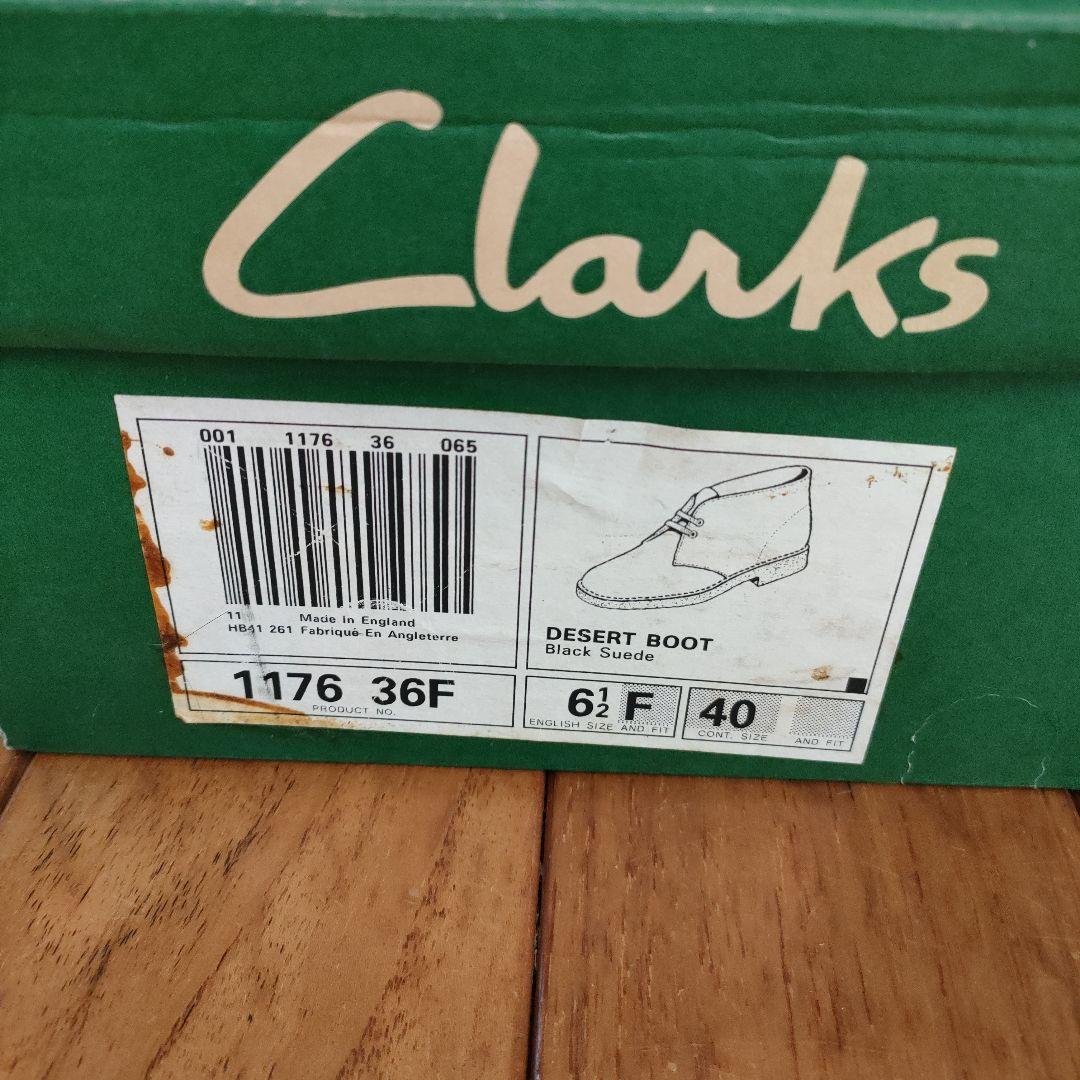 Clarks
001 1176 36 065
11 Made in England
HB41 261 Fabriqué En Angleterre
DESERT BOOT
Black Suede
1176 36F
PRODUCT NO.
6½ F
ENGLISH SIZE AND FIT
40
CONT. SIZE
AND FIT